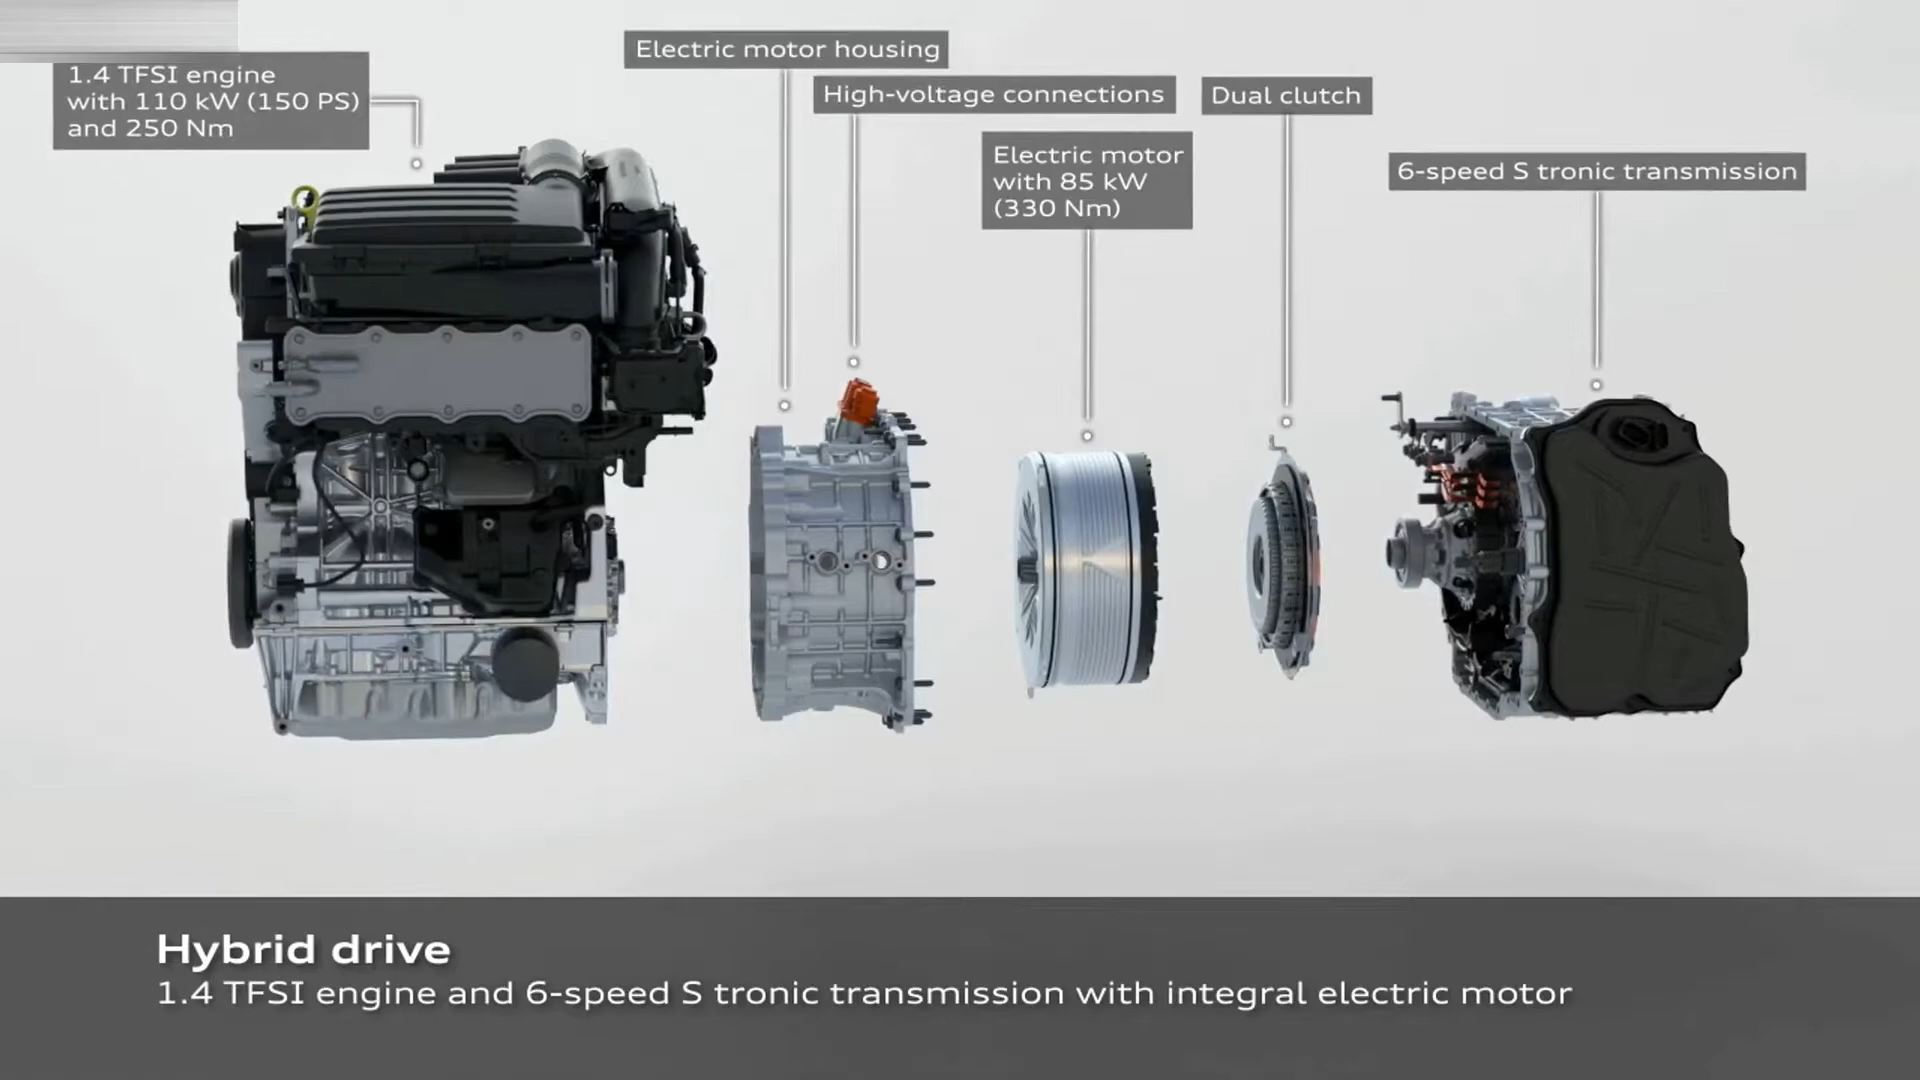 1.4 TFSI engine
with 110 kW (150 PS)
and 250 Nm
Electric motor housing
High-voltage connections
Electric motor
with 85 kW
(330 Nm)
Dual clutch
6-speed S tronic transmission
Hybrid drive
1.4 TFSI engine and 6-speed S tronic transmission with integral electric motor